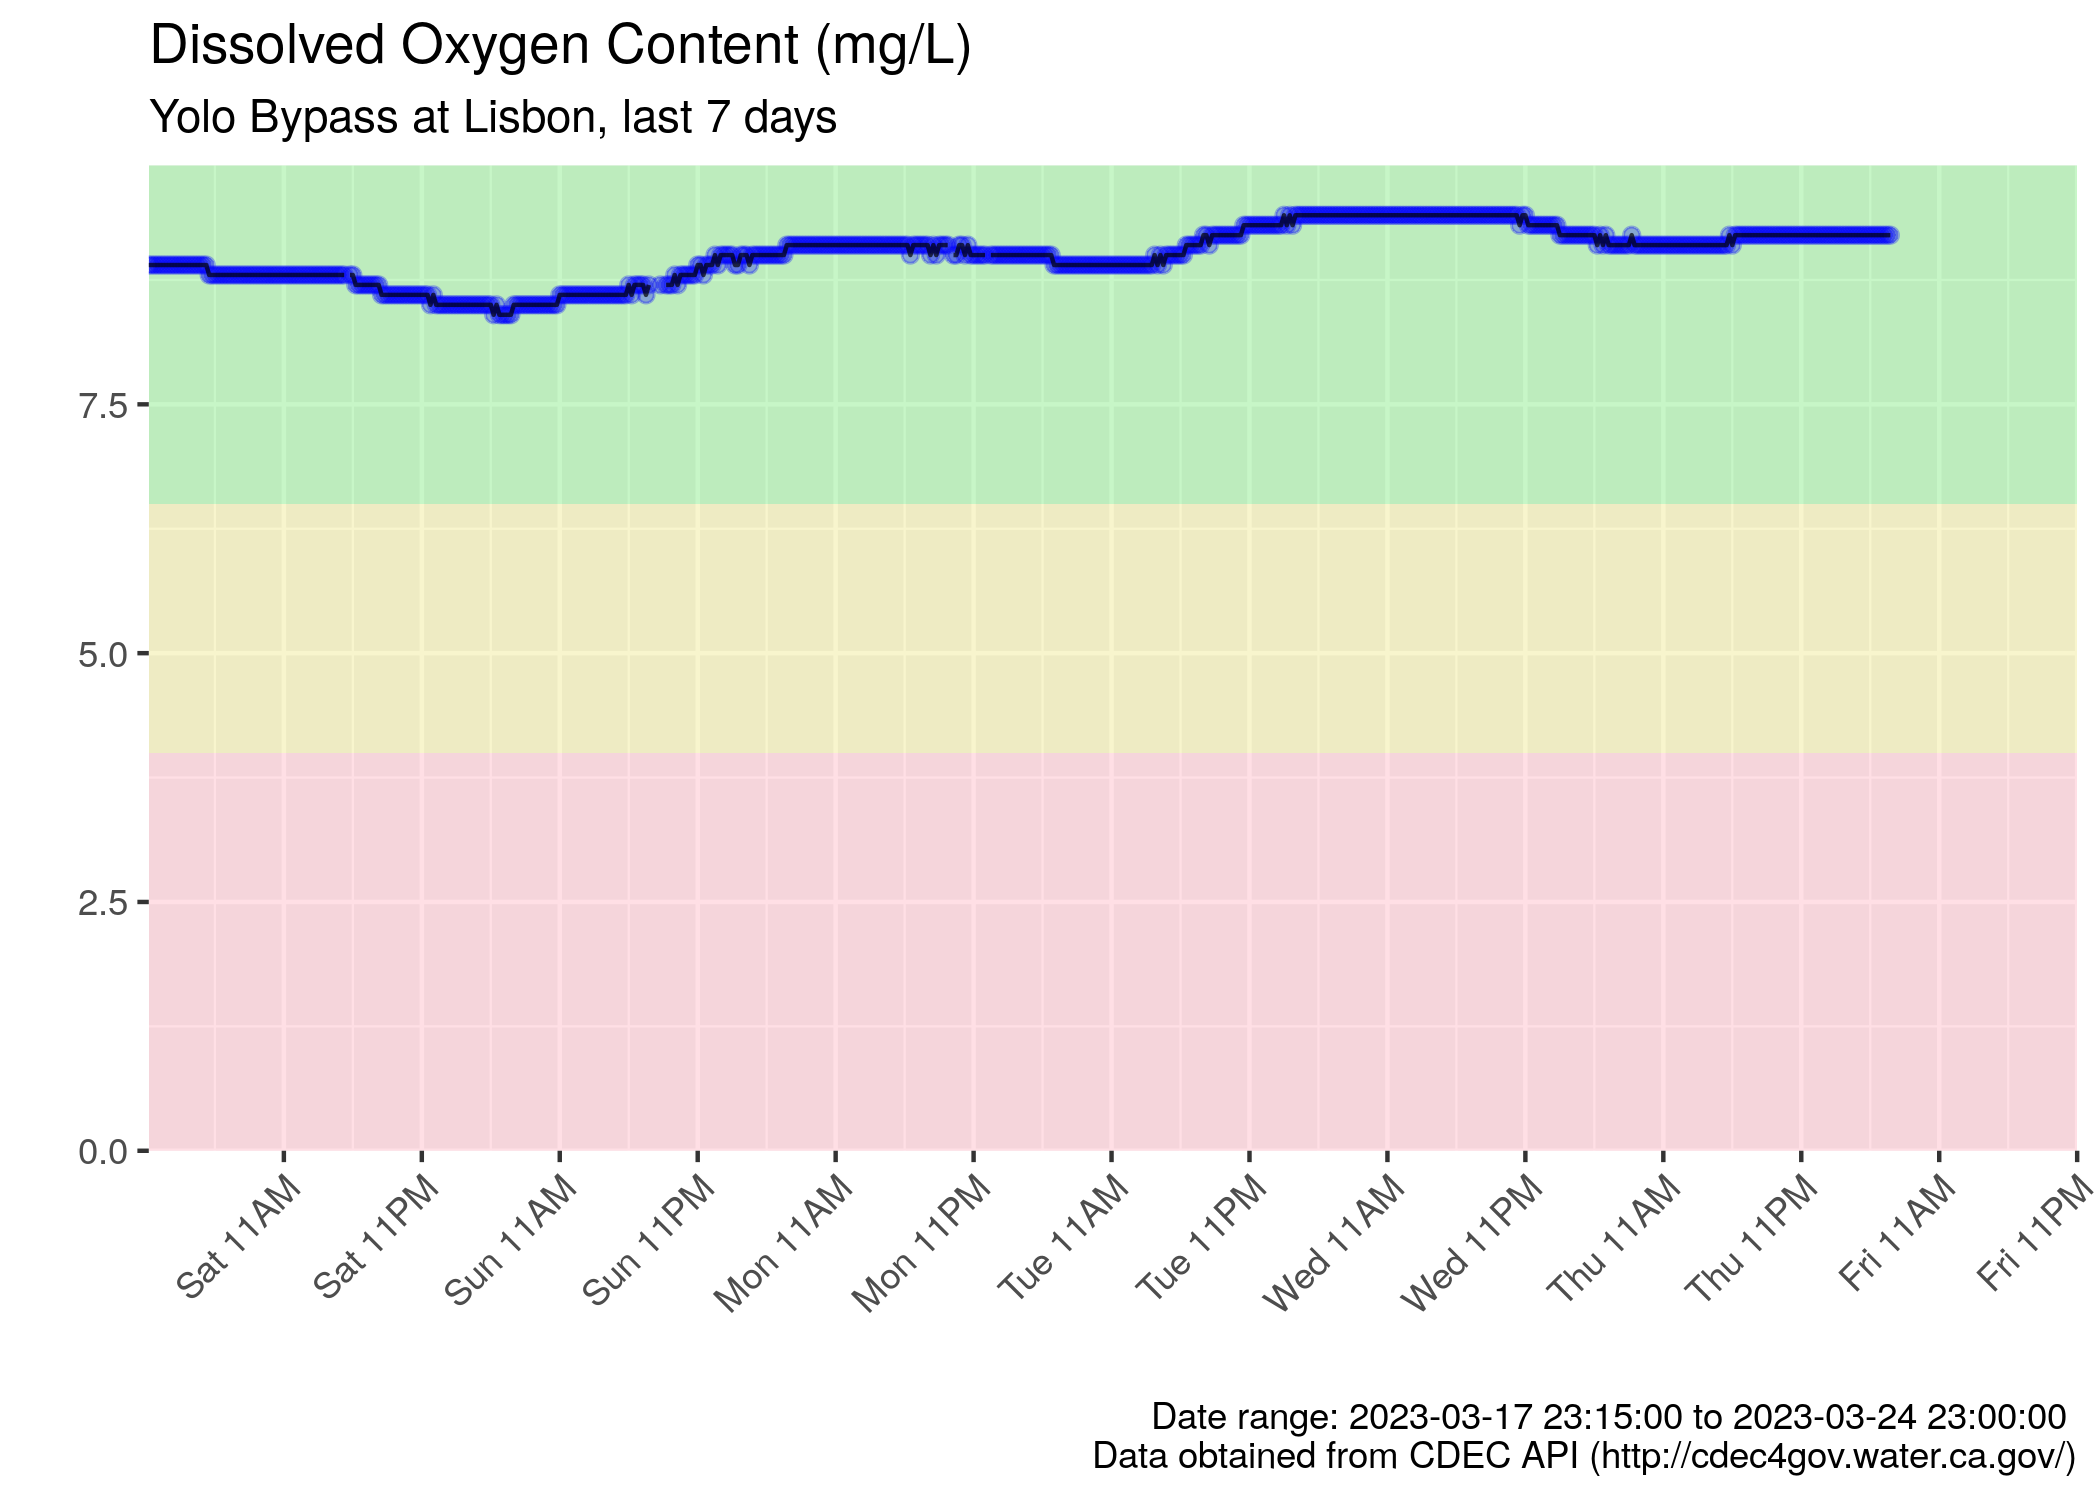 Dissolved Oxygen Content (mg/L)
Yolo Bypass at Lisbon, last 7 days
7.5
5.0
2.5
0.0
Sat 11AM
Sat 11PM
Sun 11AM
Sun 11PM
Mon 11AM
Mon 11PM
Tue 11AM
Tue 11PM
Wed 11AM
Wed 11PM
Thu 11AM
Thu 11PM
Fri 11AM
Fri 11PM
Date range: 2023-03-17 23:15:00 to 2023-03-24 23:00:00
Data obtained from CDEC API (http://cdec4gov.water.ca.gov/)